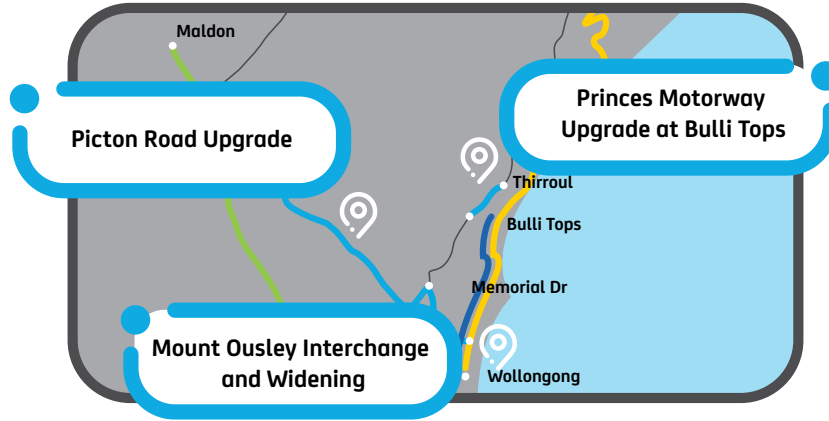 Maldon
Picton Road Upgrade
Princes Motorway
Upgrade at Bulli Tops
Thirroul
Bulli Tops
Memorial Dr
Mount Ousley Interchange
and Widening
Wollongong